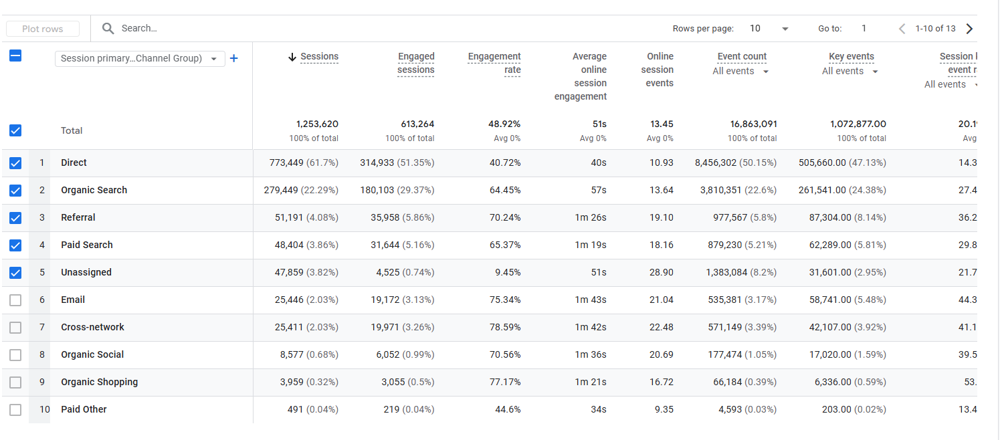 Plot rows Search... Rows per page: 10 Go to: 1 1-10 of 13
Session primary...Channel Group) + Sessions Engaged sessions Engagement rate Average online session engagement Online session events Event count All events Key events All events Session event All events
Total 1,253,620 613,264 48.92% 51s 13.45 16,863,091 1,072,877.00
100% of total 100% of total Avg 0% Avg 0% Avg 0% 100% of total 100% of total Avg
1 Direct 773,449 (61.7%) 314,933 (51.35%) 40.72% 40s 10.93 8,456,302 (50.15%) 505,660.00 (47.13%) 14.3
2 Organic Search 279,449 (22.29%) 180,103 (29.37%) 64.45% 57s 13.64 3,810,351 (22.6%) 261,541.00 (24.38%) 27.4
3 Referral 51,191 (4.08%) 35,958 (5.86%) 70.24% 1m 26s 19.10 977,567 (5.8%) 87,304.00 (8.14%) 36.2
4 Paid Search 48,404 (3.86%) 31,644 (5.16%) 65.37% 1m 19s 18.16 879,230 (5.21%) 62,289.00 (5.81%) 29.8
5 Unassigned 47,859 (3.82%) 4,525 (0.74%) 9.45% 51s 28.90 1,383,084 (8.2%) 31,601.00 (2.95%) 21.7
6 Email 25,446 (2.03%) 19,172 (3.13%) 75.34% 1m 43s 21.04 535,381 (3.17%) 58,741.00 (5.48%) 44.3
7 Cross-network 25,411 (2.03%) 19,971 (3.26%) 78.59% 1m 42s 22.48 571,149 (3.39%) 42,107.00 (3.92%) 41.1
8 Organic Social 8,577 (0.68%) 6,052 (0.99%) 70.56% 1m 36s 20.69 177,474 (1.05%) 17,020.00 (1.59%) 39.5
9 Organic Shopping 3,959 (0.32%) 3,055 (0.5%) 77.17% 1m 21s 16.72 66,184 (0.39%) 6,336.00 (0.59%) 53.
10 Paid Other 491 (0.04%) 219 (0.04%) 44.6% 34s 9.35 4,593 (0.03%) 203.00 (0.02%) 13.4